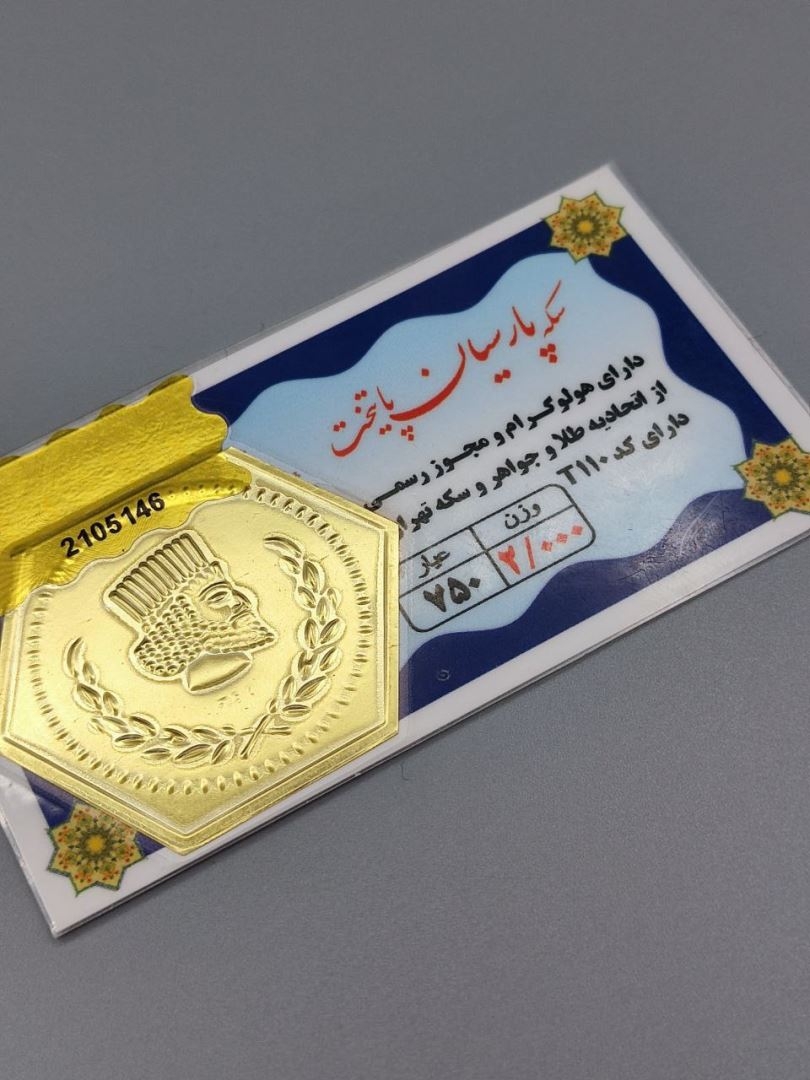 سکه پارسیان پایتخت
دارای هولوگرام و مجوز رسمی
از اتحادیه طلا و جواهر و سکه تهرا
دارای کد T۱۱۰
وزن
۲/۰۰۰
عیار
۷۵۰
2105146